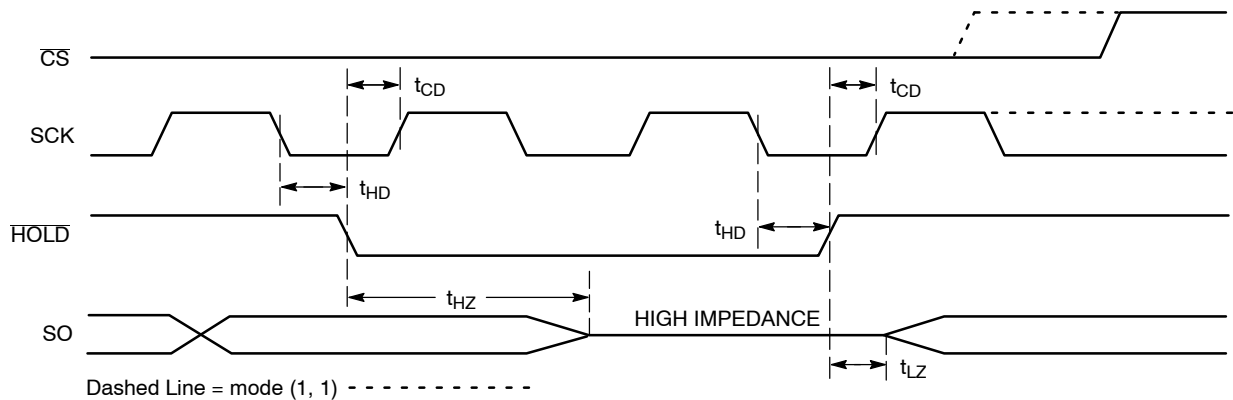 CS
tCD
tCD
SCK
tHD
HOLD
tHD
tHZ
HIGH IMPEDANCE
SO
tLZ
Dashed Line = mode (1, 1)